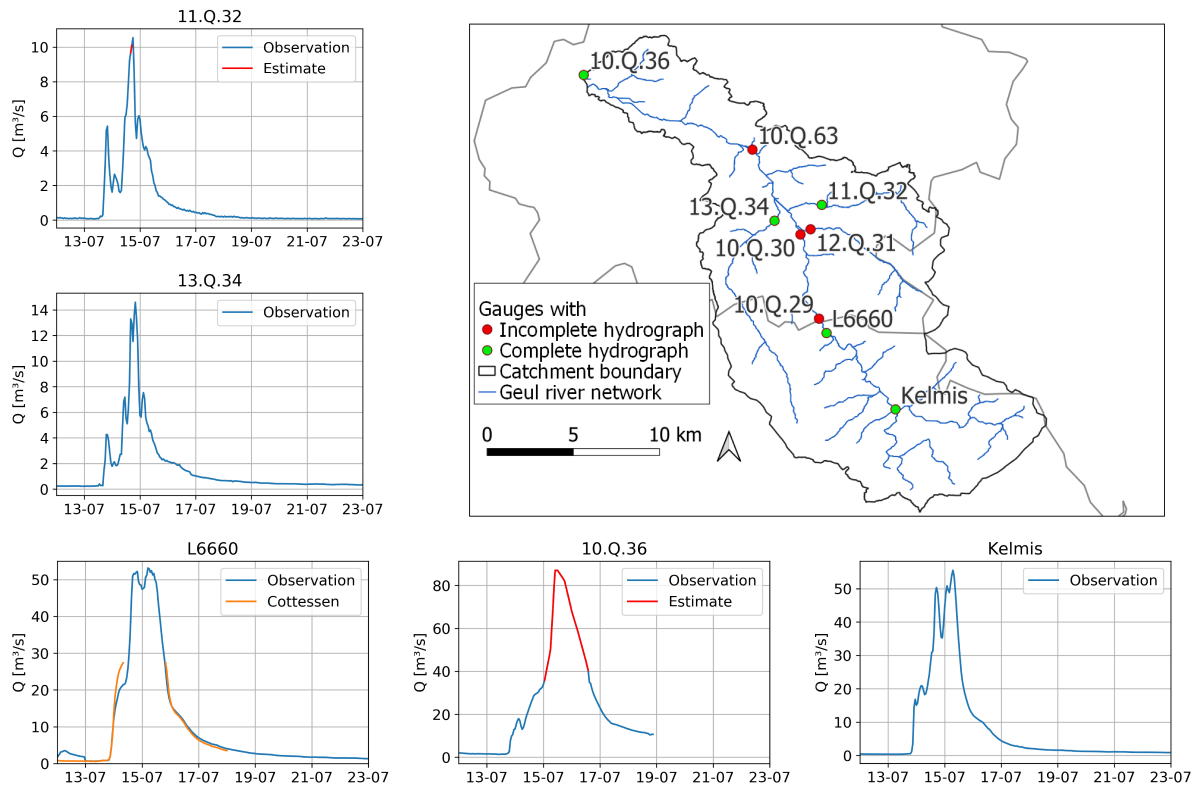 11.Q.32
Q [m³/s]
10
8
6
4
2
0
Observation
Estimate
13-07 15-07 17-07 19-07 21-07 23-07
13.Q.34
Q [m³/s]
14
12
10
8
6
4
2
0
Observation
13-07 15-07 17-07 19-07 21-07 23-07
10.Q.36
10.Q.63
11.Q.32
13.Q.34
10.Q.30
12.Q.31
10.Q.29
L6660
Kelmis
Gauges with
Incomplete hydrograph
Complete hydrograph
Catchment boundary
Geul river network
0 5 10 km
L6660
Q [m³/s]
50
40
30
20
10
0
Observation
Cottessen
13-07 15-07 17-07 19-07 21-07 23-07
10.Q.36
Q [m³/s]
80
60
40
20
0
Observation
Estimate
13-07 15-07 17-07 19-07 21-07 23-07
Kelmis
Q [m³/s]
50
40
30
20
10
0
Observation
13-07 15-07 17-07 19-07 21-07 23-07